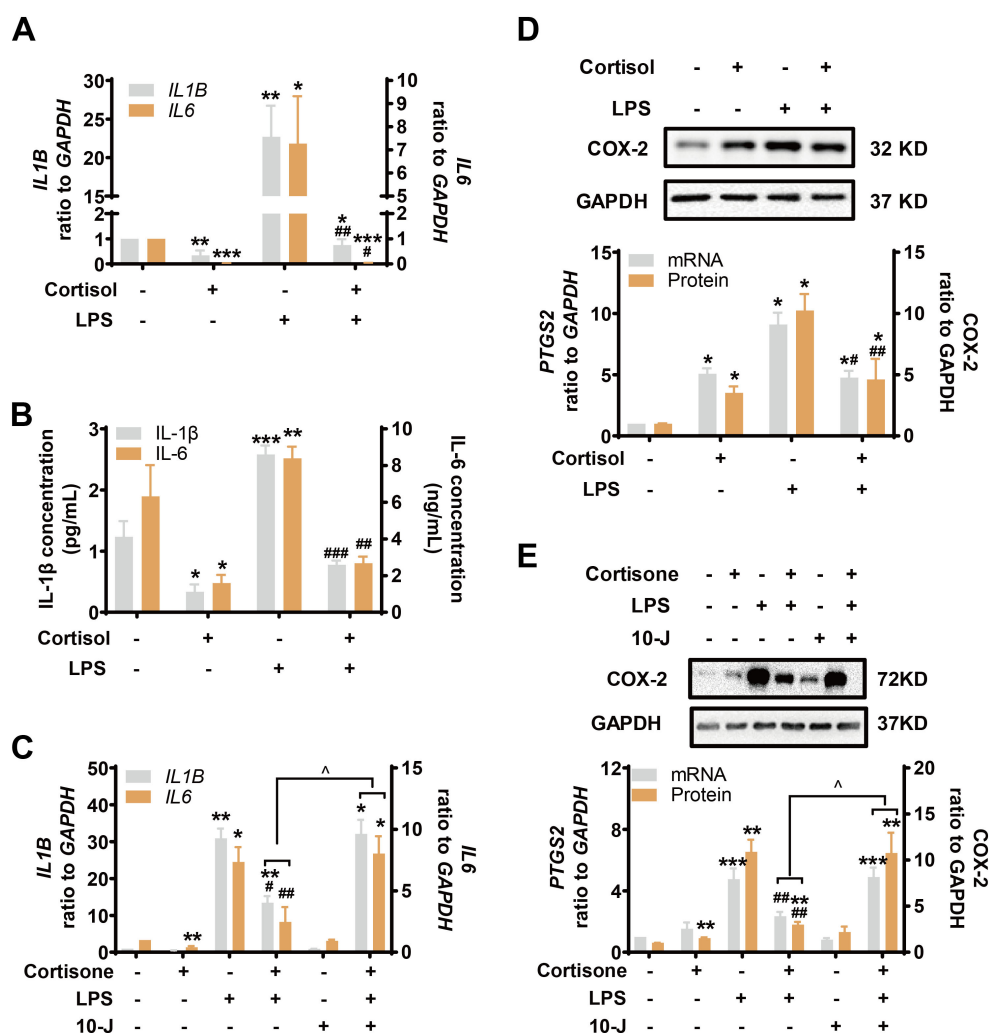 A
IL1B
ratio to GAPDH
30
25
20
15
2
1
0
IL1B
IL6
** *
** ***
*
##
***
#
10
9
8
7
6
5
2
1
0
IL6
ratio to GAPDH
Cortisol - + - +
LPS - - + +
B
IL-1β concentration
(pg/mL)
3
2
1
0
IL-1β
IL-6
* *
*** **
### ##
10
8
6
4
2
0
IL-6 concentration
(ng/mL)
Cortisol - + - +
LPS - - + +
C
IL1B
ratio to GAPDH
50
40
30
20
10
0
IL1B
IL6
**
** *
**
#
##
^
* *
15
10
5
0
IL6
ratio to GAPDH
Cortisone - + - + - +
LPS - - + + - +
10-J - - - - + +
D
Cortisol - + - +
LPS - - + +
COX-2 32 KD
GAPDH 37 KD
PTGS2
ratio to GAPDH
15
10
5
0
mRNA
Protein
* *
* *
*#
*
##
15
10
5
0
COX-2
ratio to GAPDH
Cortisol - + - +
LPS - - + +
E
Cortisone - + - + - +
LPS - - + + - +
10-J - - - - + +
COX-2 72KD
GAPDH 37KD
PTGS2
ratio to GAPDH
12
8
4
0
mRNA
Protein
**
*** **
##
**
##
^
*** **
20
15
10
5
0
COX-2
ratio to GAPDH
Cortisone - + - + - +
LPS - - + + - +
10-J - - - - + +